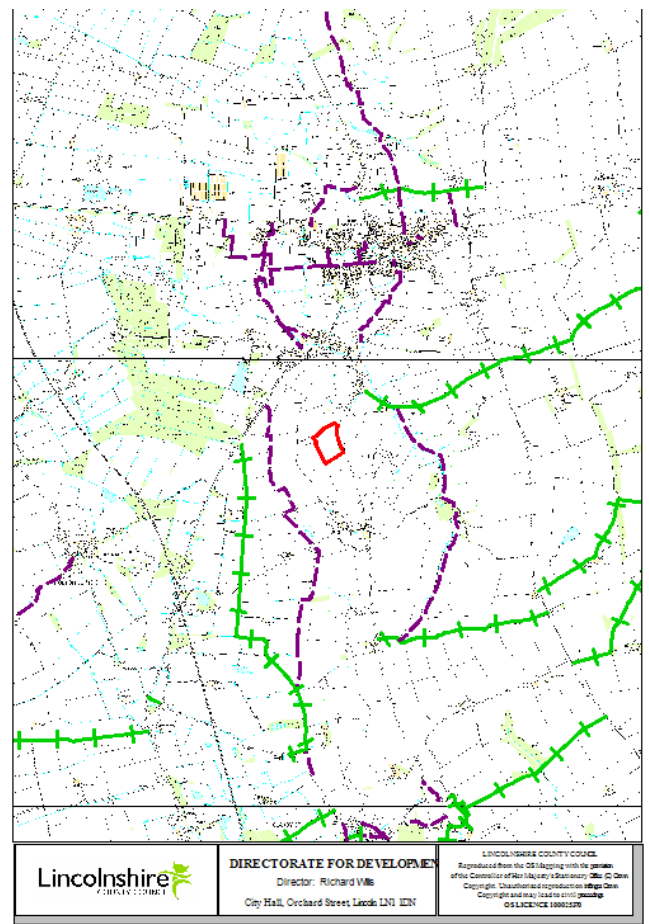 Lincolnshire
COUNTY COUNCIL
DIRECTORATE FOR DEVELOPMEN
Director: Richard Wills
City Hall, Orchard Street, Lincoln LN1 1DN
LINCOLNSHIRE COUNTY COUNCIL
Reproduced from the OS Mapping with the permission
of the Controller of Her Majesty's Stationery Office (C) Crown
Copyright. Unauthorised reproduction infringes Crown
Copyright and may lead to civil proceedings
OS LICENCE